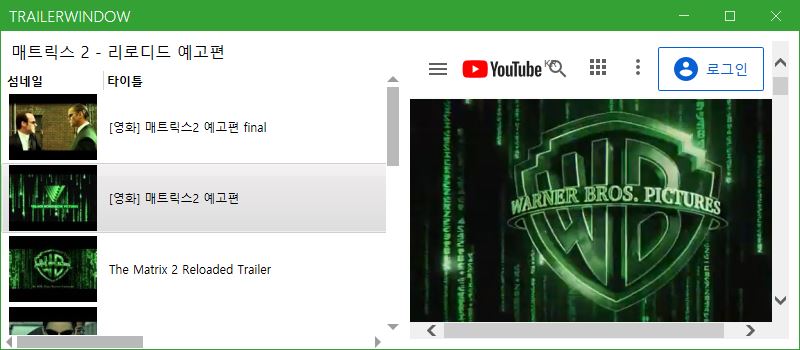 TRAILERWINDOW
매트릭스 2 - 리로디드 예고편
섬네일 타이틀
[영화] 매트릭스2 예고편 final
[영화] 매트릭스2 예고편
The Matrix 2 Reloaded Trailer
YouTube KR
로그인
WB
WARNER BROS. PICTURES